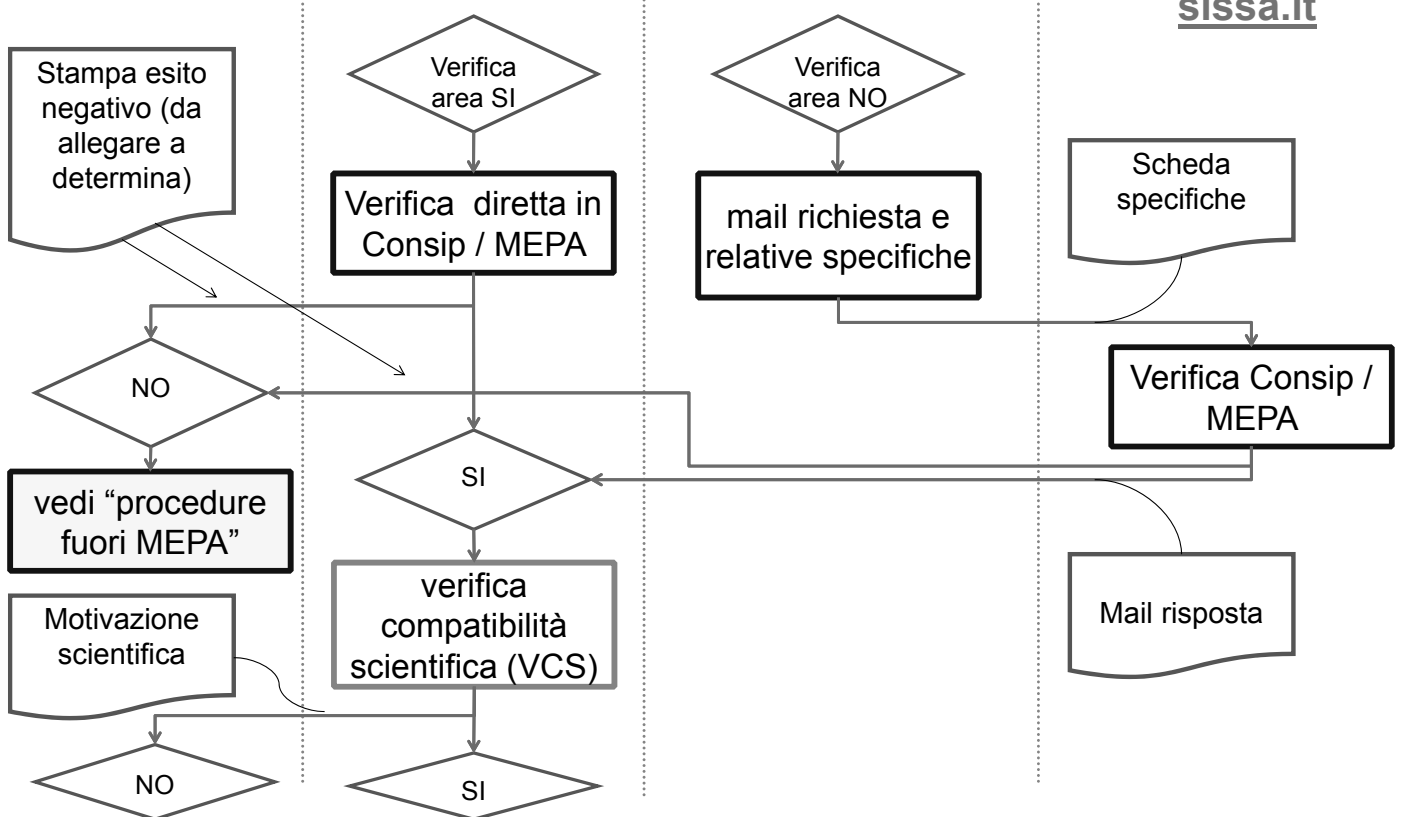 sissa.it
Stampa esito
negativo (da
allegare a
determina)
Verifica
area SI
Verifica
area NO
Scheda
specifiche
Verifica diretta in
Consip / MEPA
mail richiesta e
relative specifiche
NO
Verifica Consip /
MEPA
SI
vedi “procedure
fuori MEPA”
verifica
compatibilità
scientifica (VCS)
Mail risposta
Motivazione
scientifica
NO
SI